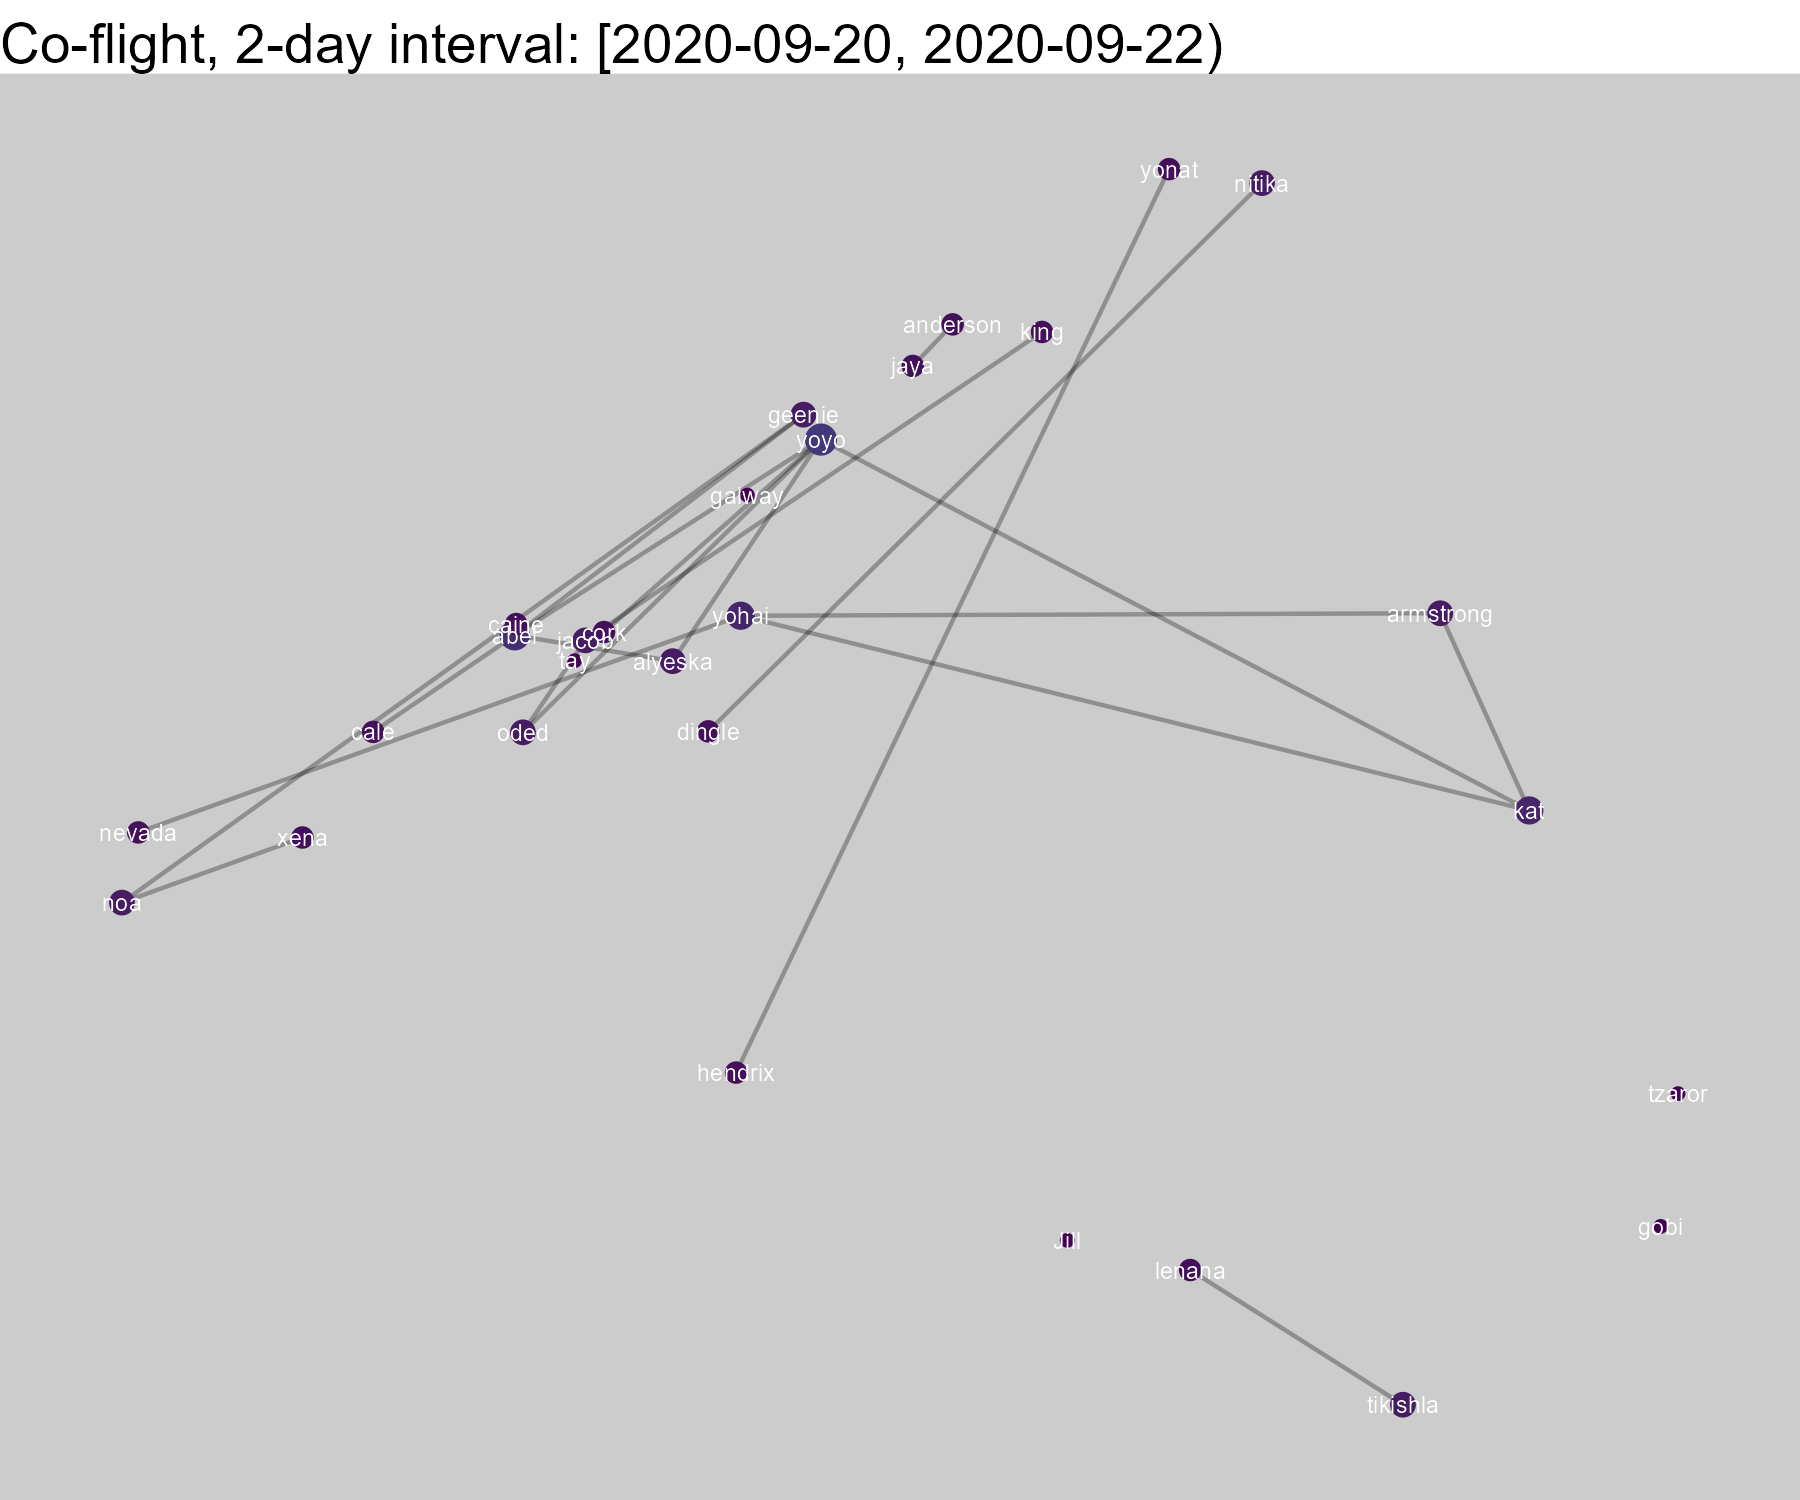 Co-flight, 2-day interval: [2020-09-20, 2020-09-22)
yonat
nitika
anderson
king
jaya
geenie
yoyo
galway
yohai
armstrong
caine
abel
jacob
cork
tay
alyeska
cale
oded
dingle
kat
nevada
xena
noa
hendrix
tzaror
gobi
Jill
lenana
tikishla